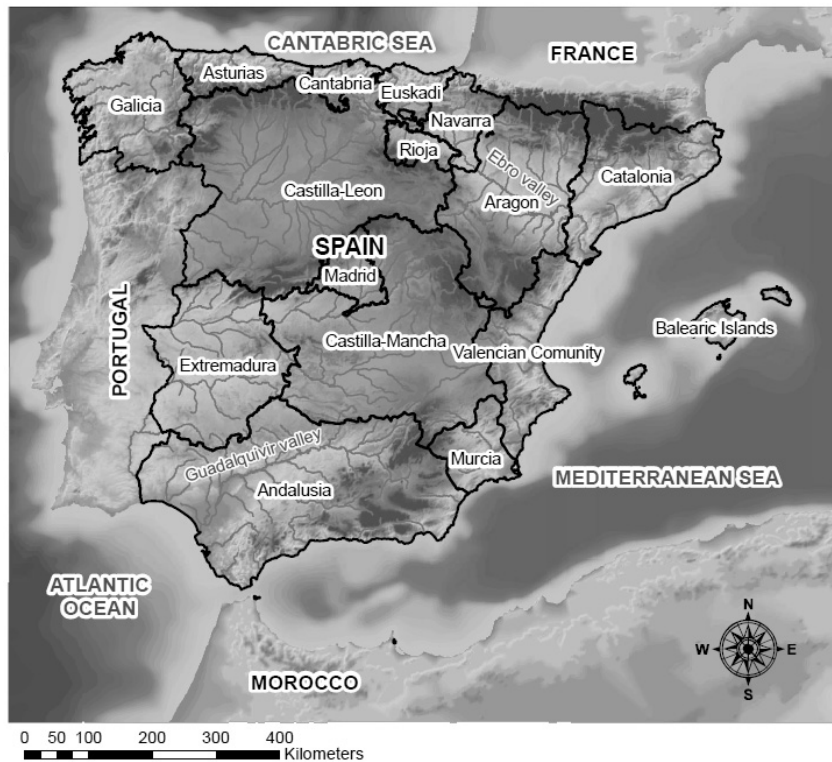 CANTABRIC SEA
FRANCE
Asturias
Cantabria
Euskadi
Galicia
Navarra
Rioja
Ebro valley
Catalonia
Castilla-Leon
Aragon
SPAIN
Madrid
PORTUGAL
Castilla-Mancha
Valencian Comunity
Balearic Islands
Extremadura
Guadalquivir valley
Murcia
Andalusia
MEDITERRANEAN SEA
ATLANTIC
OCEAN
N
W
E
S
MOROCCO
0 50 100 200 300 400
Kilometers